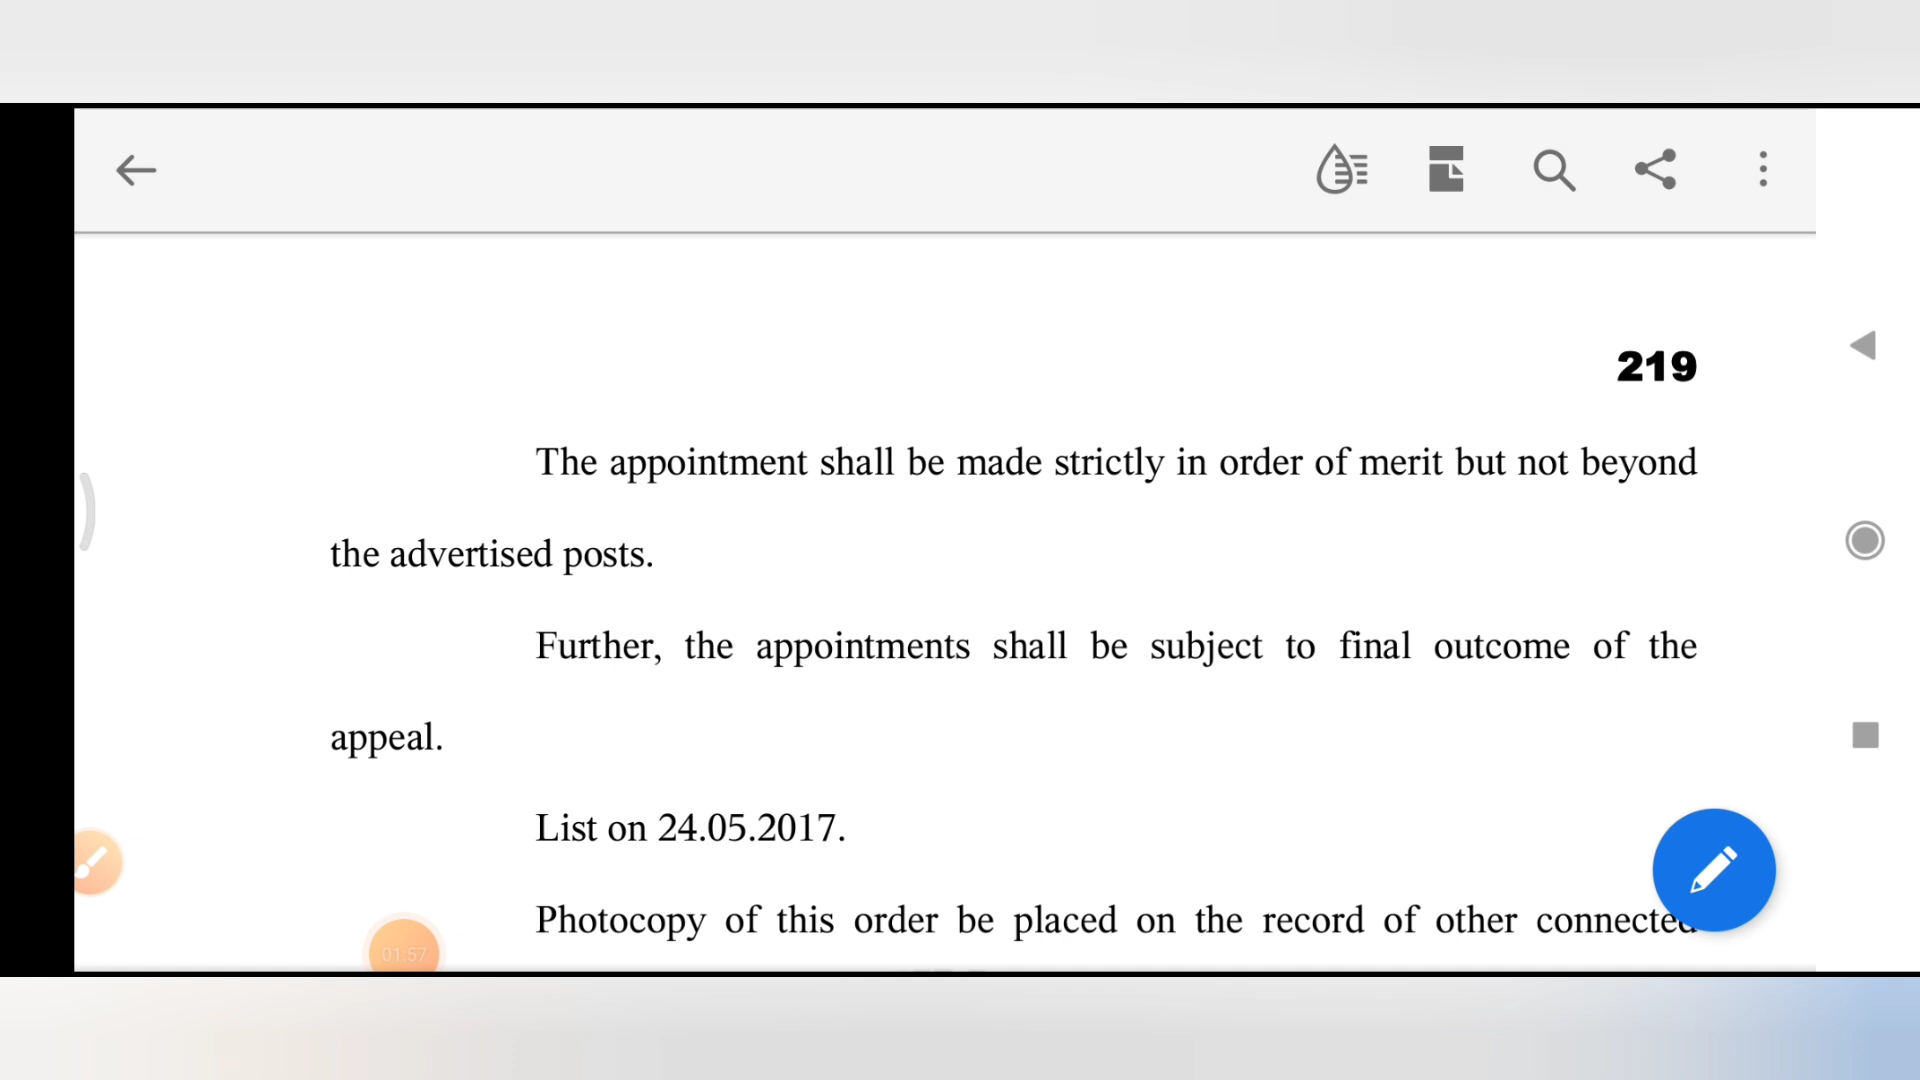 219
The appointment shall be made strictly in order of merit but not beyond
the advertised posts.
Further, the appointments shall be subject to final outcome of the
appeal.
List on 24.05.2017.
Photocopy of this order be placed on the record of other connected
01:57